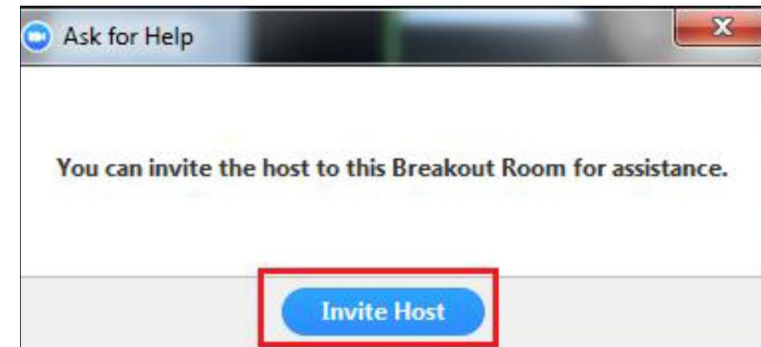 Ask for Help
You can invite the host to this Breakout Room for assistance.
Invite Host